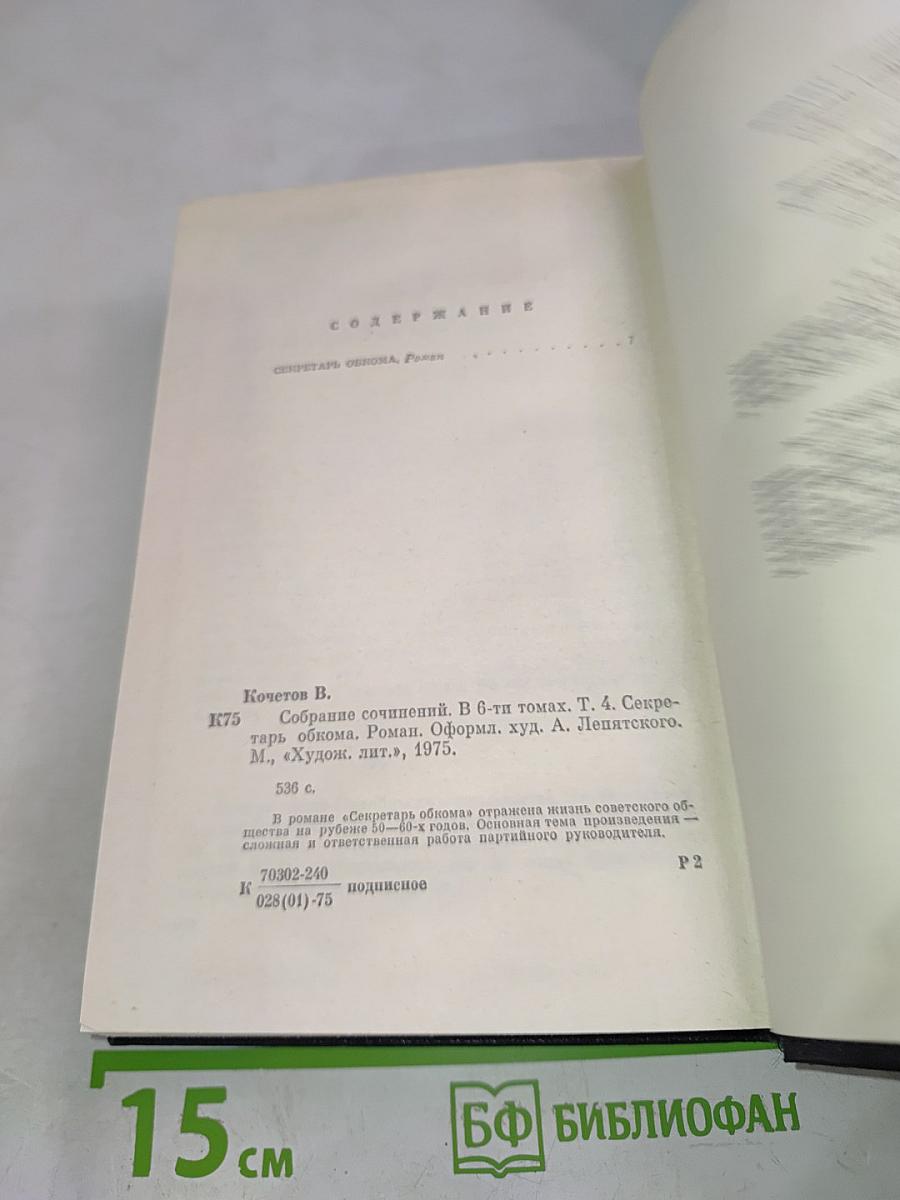 СОДЕРЖАНИЕ
СЕКРЕТАРЬ ОБКОМА. Роман . . . . . . . . . . 7
Кочетов В.
К75 Собрание сочинений. В 6-ти томах. Т. 4. Секре-
тарь обкома. Роман. Оформл. худ. А. Лепятского.
М., «Худож. лит.», 1975.
536 с.
В романе «Секретарь обкома» отражена жизнь советского об-
щества на рубеже 50—60-х годов. Основная тема произведения —
сложная и ответственная работа партийного руководителя.
К 70302-240 подписное Р 2
028(01)-75
15 см
БФ БИБЛИОФАН